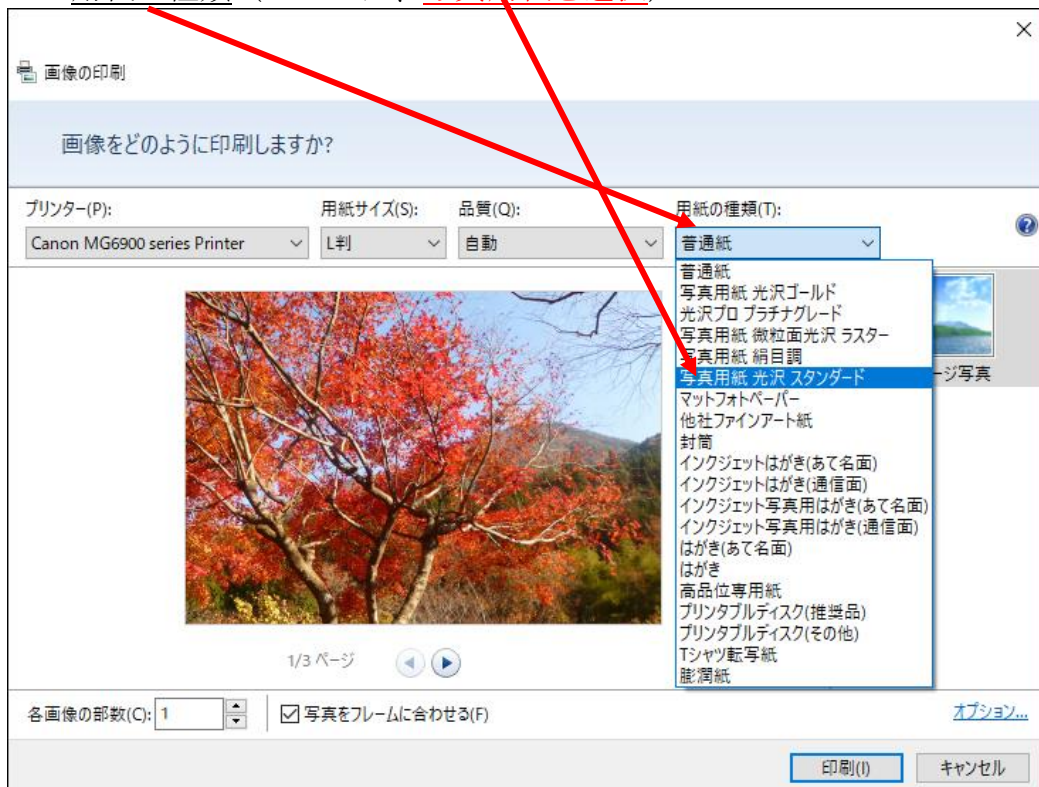 画像の印刷
画像をどのように印刷しますか?
プリンター(P):
用紙サイズ(S):
品質(Q):
用紙の種類(T):
Canon MG6900 series Printer
L判
自動
普通紙
普通紙
写真用紙 光沢ゴールド
光沢プロ プラチナグレード
写真用紙 微粒面光沢 ラスター
写真用紙 絹目調
写真用紙 光沢 スタンダード
ージ写真
マットフォトペーパー
他社ファインアート紙
封筒
インクジェットはがき(あて名面)
インクジェットはがき(通信面)
インクジェット写真用はがき(あて名面)
インクジェット写真用はがき(通信面)
はがき(あて名面)
はがき
高品位専用紙
プリンタブルディスク(推奨品)
プリンタブルディスク(その他)
Tシャツ転写紙
膨潤紙
1/3 ページ
各画像の部数(C): 1
写真をフレームに合わせる(F)
オプション...
印刷(I)
キャンセル